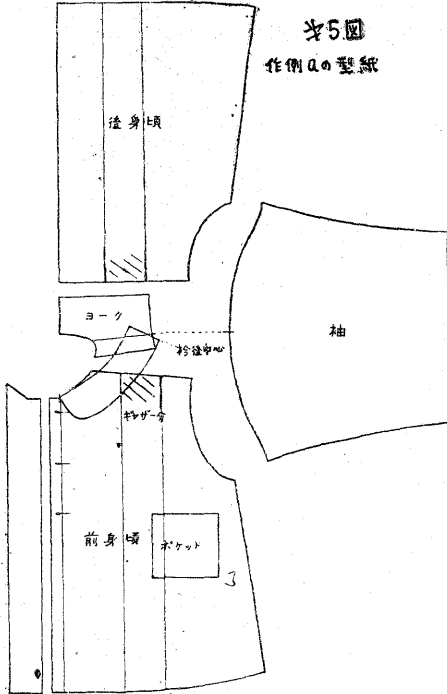 才5図
作例aの型紙
後身頃
ヨーク
衿後中心
袖
ギャザー分
前身頃
ポケット